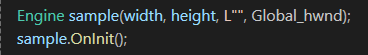 Engine sample(width, height, L"", Global_hwnd);
sample.OnInit();